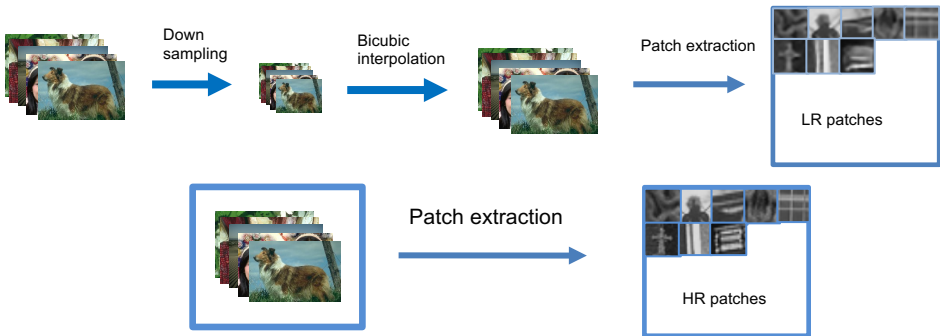 Down
sampling
Bicubic
interpolation
Patch extraction
LR patches
Patch extraction
HR patches